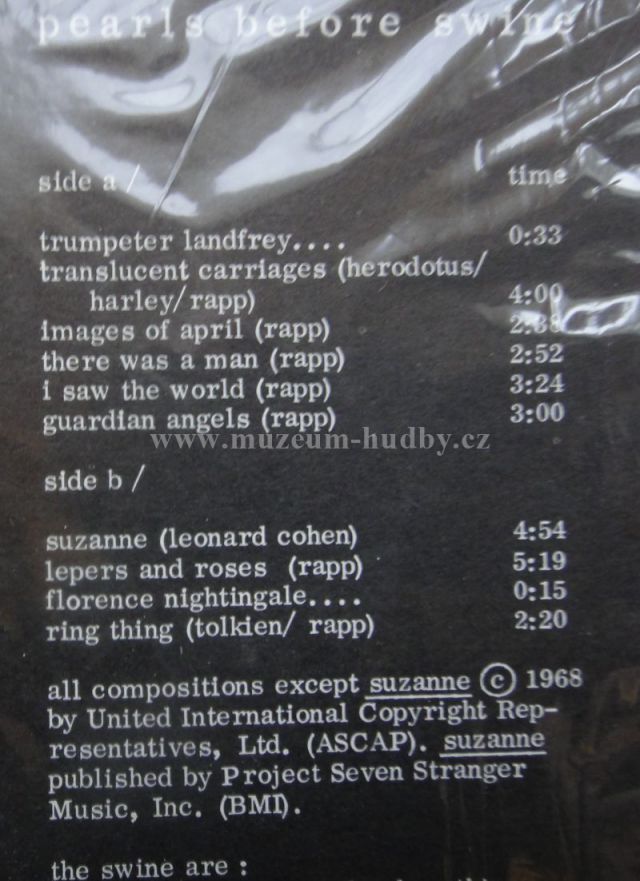 pearls before swine
side a / time
trumpeter landfrey.... 0:33
translucent carriages (herodotus/
harley/rapp) 4:00
images of april (rapp) 2:38
there was a man (rapp) 2:52
i saw the world (rapp) 3:24
guardian angels (rapp) 3:00
www.muzeum-hudby.cz
side b /
suzanne (leonard cohen) 4:54
lepers and roses (rapp) 5:19
florence nightingale.... 0:15
ring thing (tolkien/ rapp) 2:20
all compositions except suzanne © 1968
by United International Copyright Rep-
resentatives, Ltd. (ASCAP). suzanne
published by Project Seven Stranger
Music, Inc. (BMI).
the swine are :